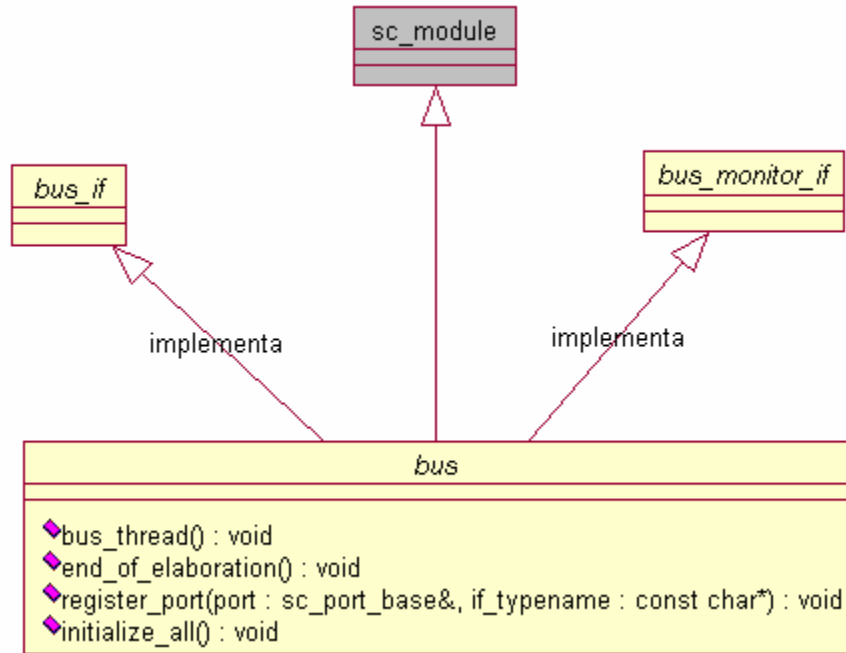 sc_module
bus_if
bus_monitor_if
implementa
implementa
bus
bus_thread() : void
end_of_elaboration() : void
register_port(port : sc_port_base&, if_typename : const char*) : void
initialize_all() : void